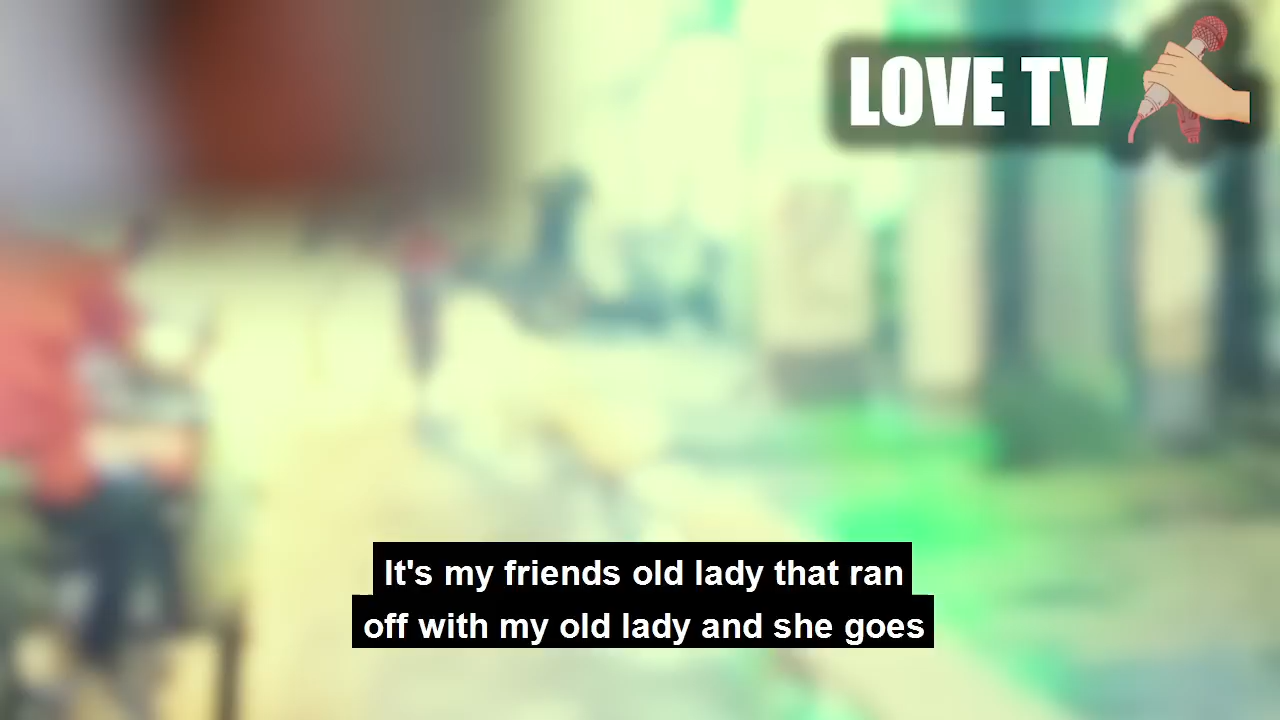 LOVE TV
It's my friends old lady that ran
off with my old lady and she goes